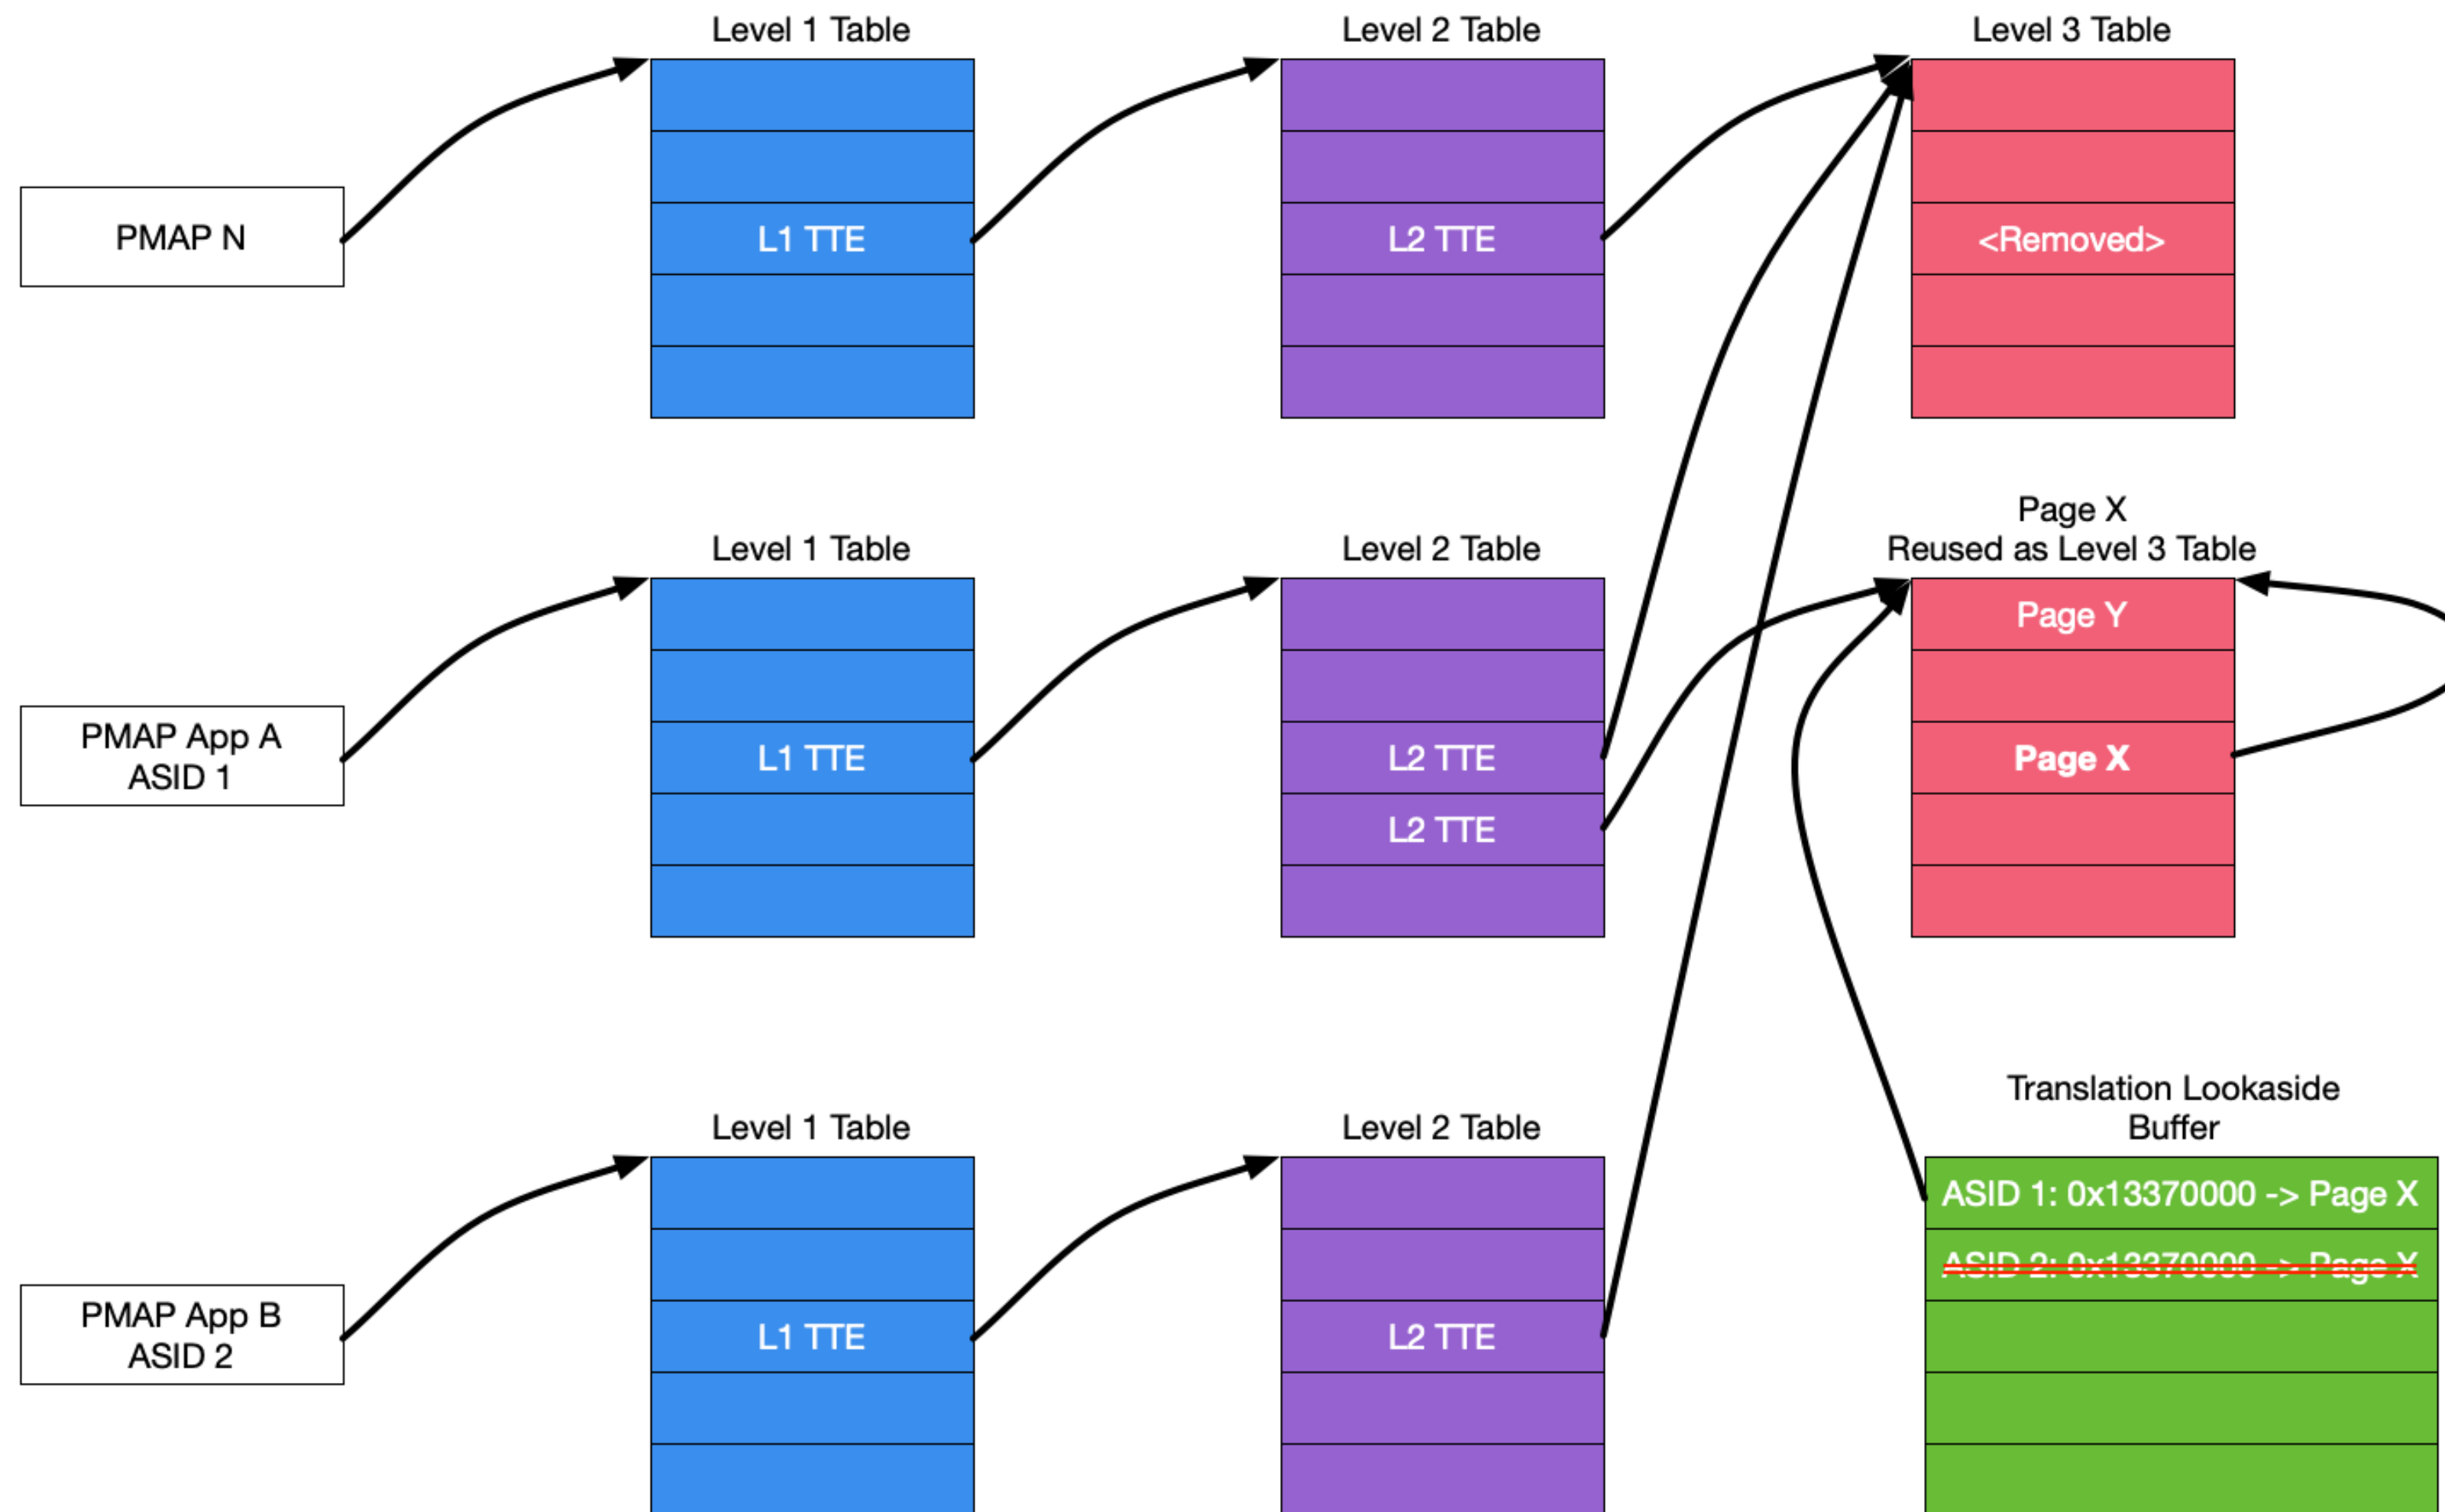 Level 1 Table
Level 2 Table
Level 3 Table
PMAP N
L1 TTE
L2 TTE
<Removed>
Level 1 Table
Level 2 Table
Page X
Reused as Level 3 Table
Page Y
PMAP App A
ASID 1
L1 TTE
L2 TTE
Page X
L2 TTE
Level 1 Table
Level 2 Table
Translation Lookaside
Buffer
ASID 1: 0x13370000 -> Page X
ASID 2: 0x13370000 -> Page X
PMAP App B
ASID 2
L1 TTE
L2 TTE